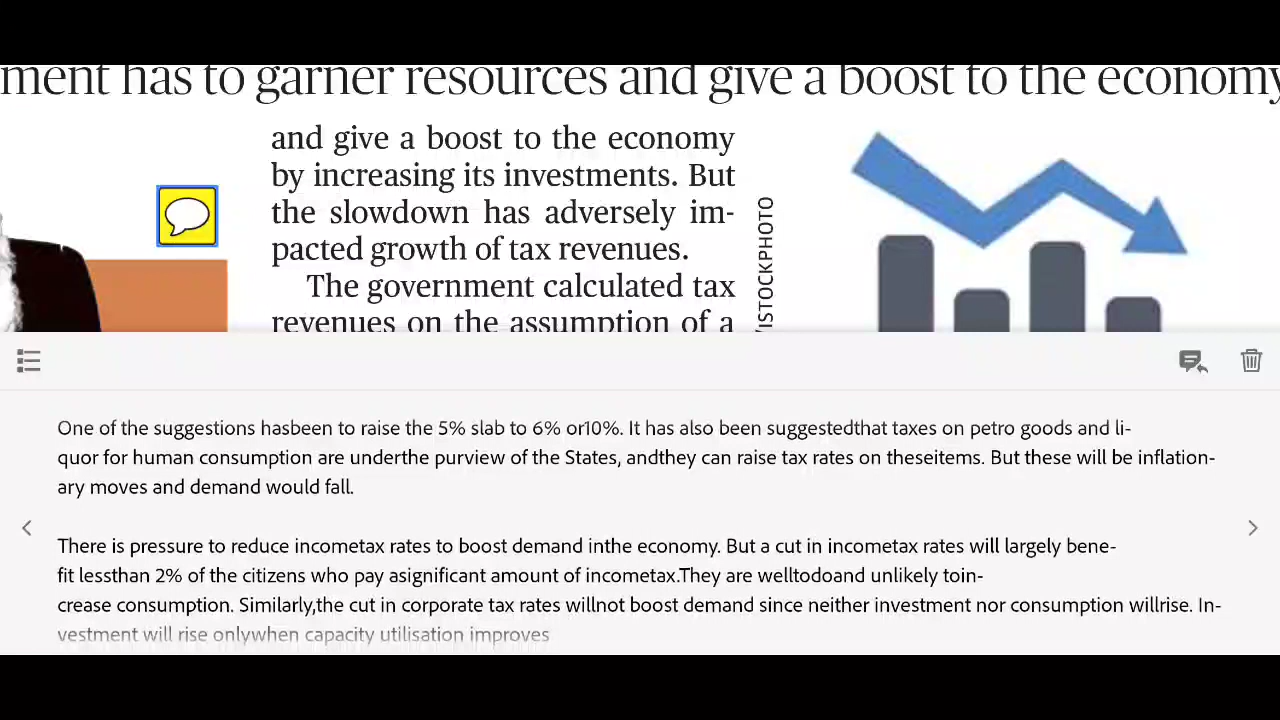 ment has to garner resources and give a boost to the economy
and give a boost to the economy
by increasing its investments. But
the slowdown has adversely im-
pacted growth of tax revenues.
The government calculated tax
revenues on the assumption of a
ISTOCKPHOTO
One of the suggestions hasbeen to raise the 5% slab to 6% or10%. It has also been suggestedthat taxes on petro goods and li-
quor for human consumption are underthe purview of the States, andthey can raise tax rates on theseitems. But these will be inflation-
ary moves and demand would fall.
There is pressure to reduce incometax rates to boost demand inthe economy. But a cut in incometax rates will largely bene-
fit lessthan 2% of the citizens who pay asignificant amount of incometax.They are welltodoand unlikely toin-
crease consumption. Similarly,the cut in corporate tax rates willnot boost demand since neither investment nor consumption willrise. In-
vestment will rise onlywhen capacity utilisation improves